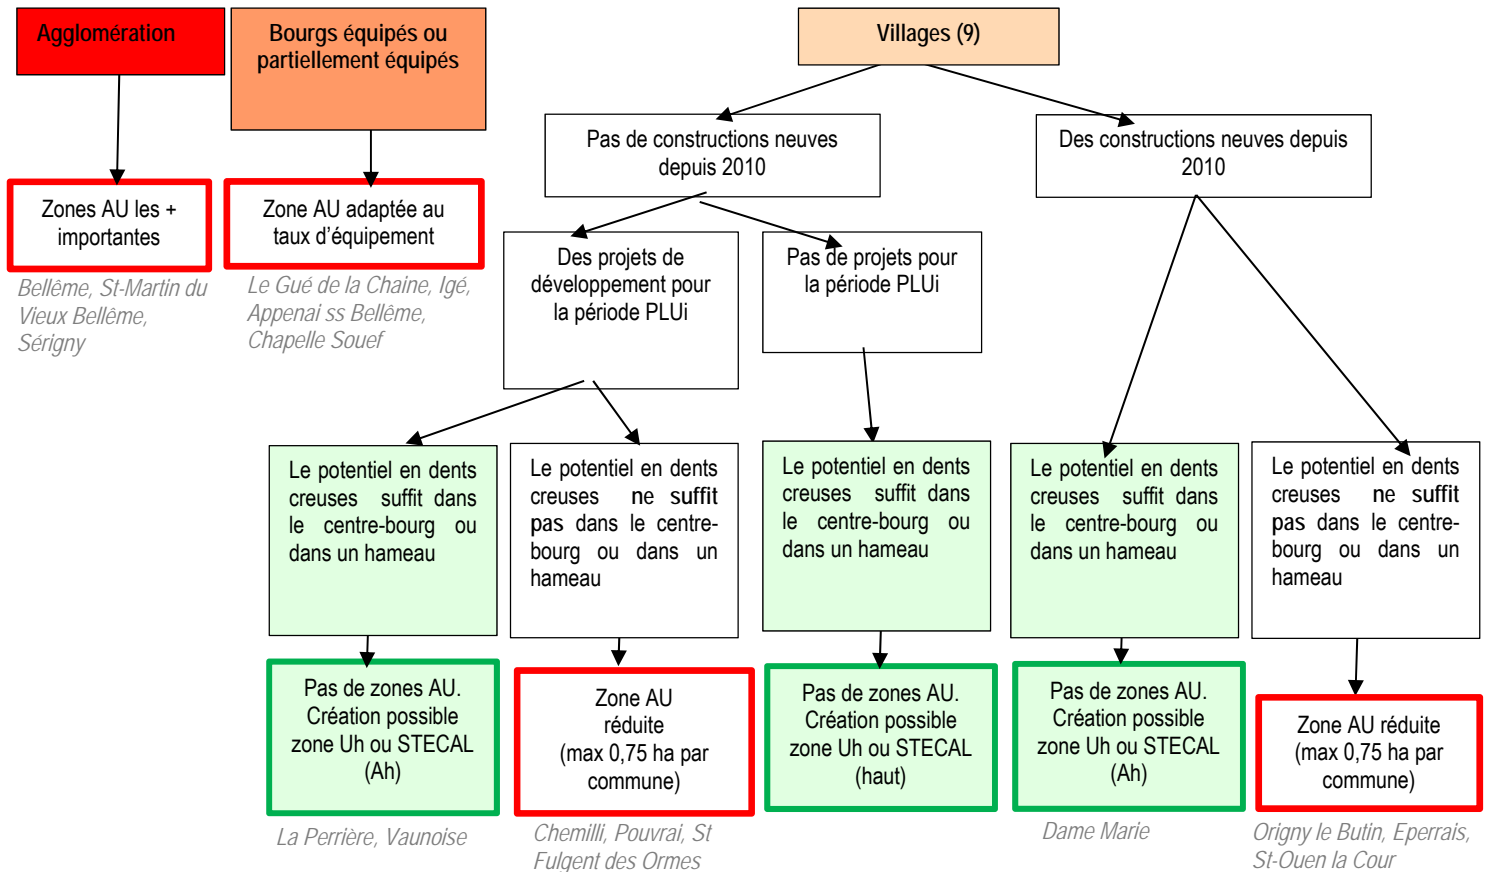 Agglomération
Bourgs équipés ou
partiellement équipés
Villages (9)
Pas de constructions neuves
depuis 2010
Des constructions neuves depuis
2010
Zones AU les +
importantes
Zone AU adaptée au
taux d'équipement
Des projets de
développement pour
la période PLUi
Pas de projets pour
la période PLUi
Bellême, St-Martin du
Vieux Bellême,
Sérigny
Le Gué de la Chaine, Igé,
Appenai ss Bellême,
Chapelle Souef
Le potentiel en dents
creuses suffit dans
le centre-bourg ou
dans un hameau
Le potentiel en dents
creuses ne suffit
pas dans le centre-
bourg ou dans un
hameau
Le potentiel en dents
creuses suffit dans
le centre-bourg ou
dans un hameau
Le potentiel en dents
creuses suffit dans
le centre-bourg ou
dans un hameau
Le potentiel en dents
creuses ne suffit
pas dans le centre-
bourg ou dans un
hameau
Pas de zones AU.
Création possible
zone Uh ou STECAL
(Ah)
Zone AU
réduite
(max 0,75 ha par
commune)
Pas de zones AU.
Création possible
zone Uh ou STECAL
(haut)
Pas de zones AU.
Création possible
zone Uh ou STECAL
(Ah)
Zone AU réduite
(max 0,75 ha par
commune)
La Perrière, Vaunoise
Chemilli, Pouvrai, St
Fulgent des Ormes
Dame Marie
Origny le Butin, Eperrais,
St-Ouen la Cour